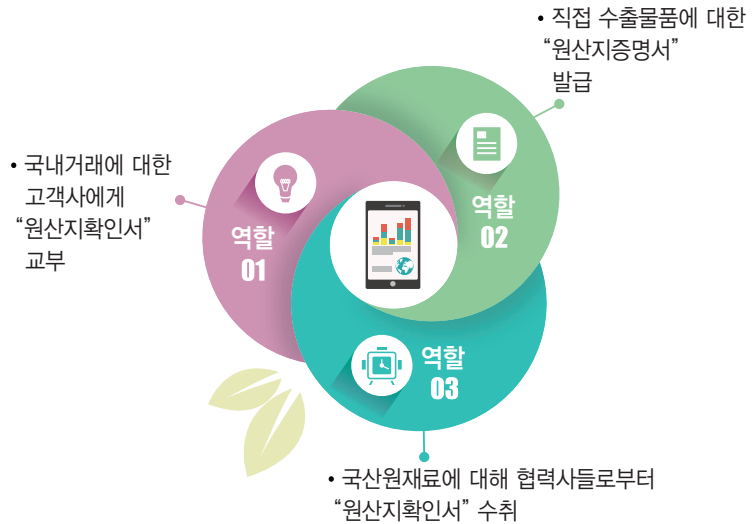 • 국내거래에 대한
고객사에게
“원산지확인서”
교부
역할
01
• 직접 수출물품에 대한
“원산지증명서”
발급
역할
02
역할
03
• 국산원재료에 대해 협력사들로부터
“원산지확인서” 수취